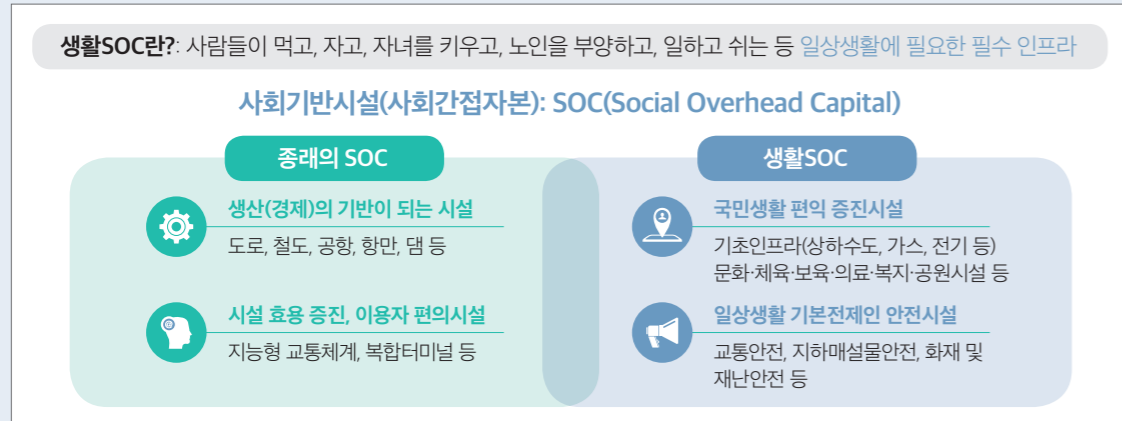 생활SOC란?: 사람들이 먹고, 자고, 자녀를 키우고, 노인을 부양하고, 일하고 쉬는 등 일상생활에 필요한 필수 인프라
사회기반시설(사회간접자본): SOC(Social Overhead Capital)
종래의 SOC
생산(경제)의 기반이 되는 시설
도로, 철도, 공항, 항만, 댐 등
시설 효용 증진, 이용자 편의시설
지능형 교통체계, 복합터미널 등
생활SOC
국민생활 편익 증진시설
기초인프라(상하수도, 가스, 전기 등)
문화·체육·보육·의료·복지·공원시설 등
일상생활 기본전제인 안전시설
교통안전, 지하매설물안전, 화재 및
재난안전 등